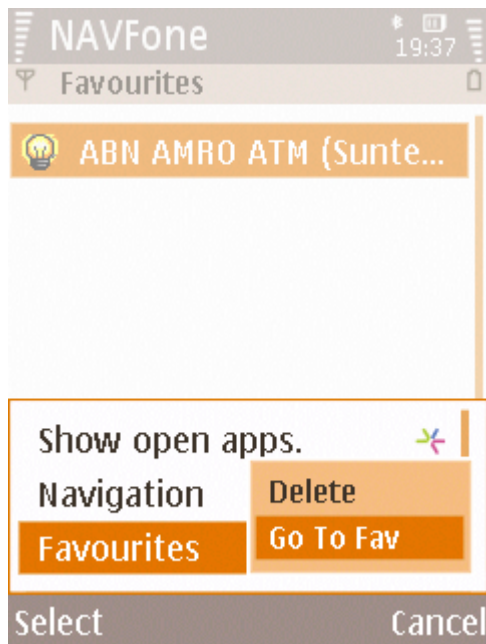 NAVFone
19:37
Favourites
ABN AMRO ATM (Sunte...
Show open apps.
Navigation
Delete
Favourites
Go To Fav
Select
Cancel